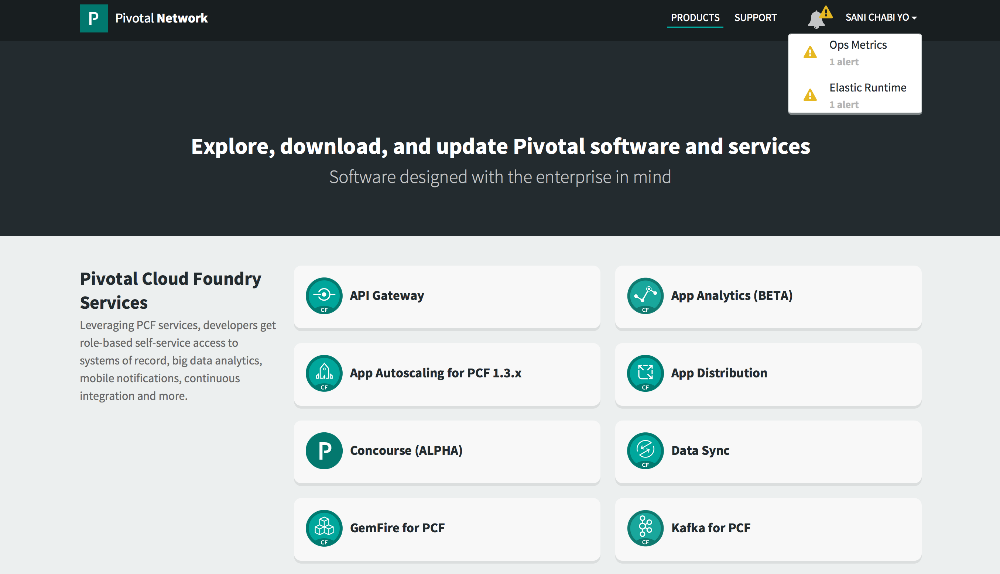 P Pivotal Network
PRODUCTS SUPPORT SANI CHABI YO
Ops Metrics
1 alert
Elastic Runtime
1 alert
Explore, download, and update Pivotal software and services
Software designed with the enterprise in mind
Pivotal Cloud Foundry
Services
Leveraging PCF services, developers get
role-based self-service access to
systems of record, big data analytics,
mobile notifications, continuous
integration and more.
CF
API Gateway
CF
App Analytics (BETA)
CF
App Autoscaling for PCF 1.3.x
CF
App Distribution
P
Concourse (ALPHA)
CF
Data Sync
CF
GemFire for PCF
CF
Kafka for PCF